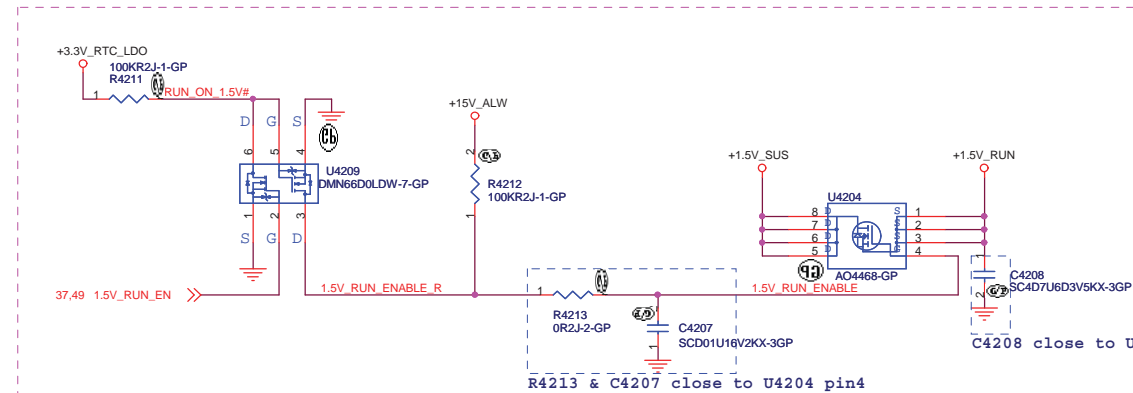 +3.3V_RTC_LDO
100KR2J-1-GP
R4211
1
RUN_ON_1.5V#
D G S
6 5 4
U4209
DMN66D0LDW-7-GP
1 2 3
S G D
37,49 1.5V_RUN_EN
+15V_ALW
2
R4212
100KR2J-1-GP
1
1.5V_RUN_ENABLE_R
1
R4213
0R2J-2-GP
1.5V_RUN_ENABLE
C4207
SCD01U16V2KX-3GP
1
R4213 & C4207 close to U4204 pin4
+1.5V_SUS
+1.5V_RUN
U4204
8 D S 1
7 D S 2
6 D S 3
5 D 4
AO4468-GP
1
C4208
SC4D7U6D3V5KX-3GP
2
C4208 close to U